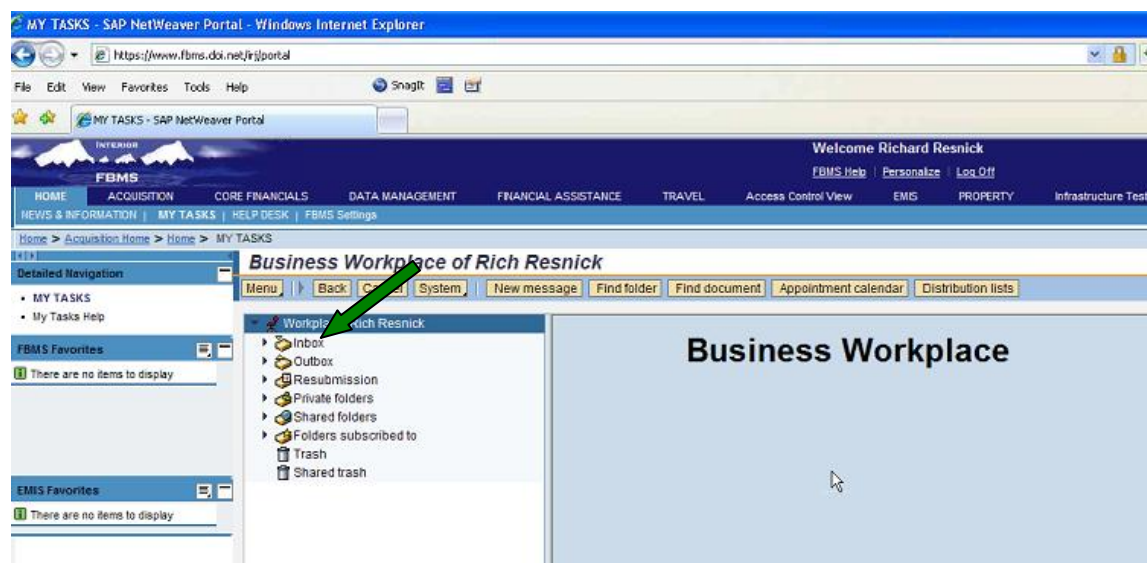 MY TASKS - SAP NetWeaver Portal - Windows Internet Explorer
https://www.fbms.doi.net/irj/portal
File Edit View Favorites Tools Help SnagIt
MY TASKS - SAP NetWeaver Portal
INTERIOR
FBMS
Welcome Richard Resnick
FBMS Help | Personalize | Log Off
HOME ACQUISITION CORE FINANCIALS DATA MANAGEMENT FINANCIAL ASSISTANCE TRAVEL Access Control View EMIS PROPERTY Infrastructure Test
NEWS & INFORMATION | MY TASKS | HELP DESK | FBMS Settings
Home > Acquisition Home > Home > MY TASKS
Detailed Navigation
• MY TASKS
• My Tasks Help
FBMS Favorites
There are no items to display
EMIS Favorites
There are no items to display
Business Workplace of Rich Resnick
Menu Back System New message Find folder Find document Appointment calendar Distribution lists
Rich Resnick
Inbox
Outbox
Resubmission
Private folders
Shared folders
Folders subscribed to
Trash
Shared trash
Business Workplace